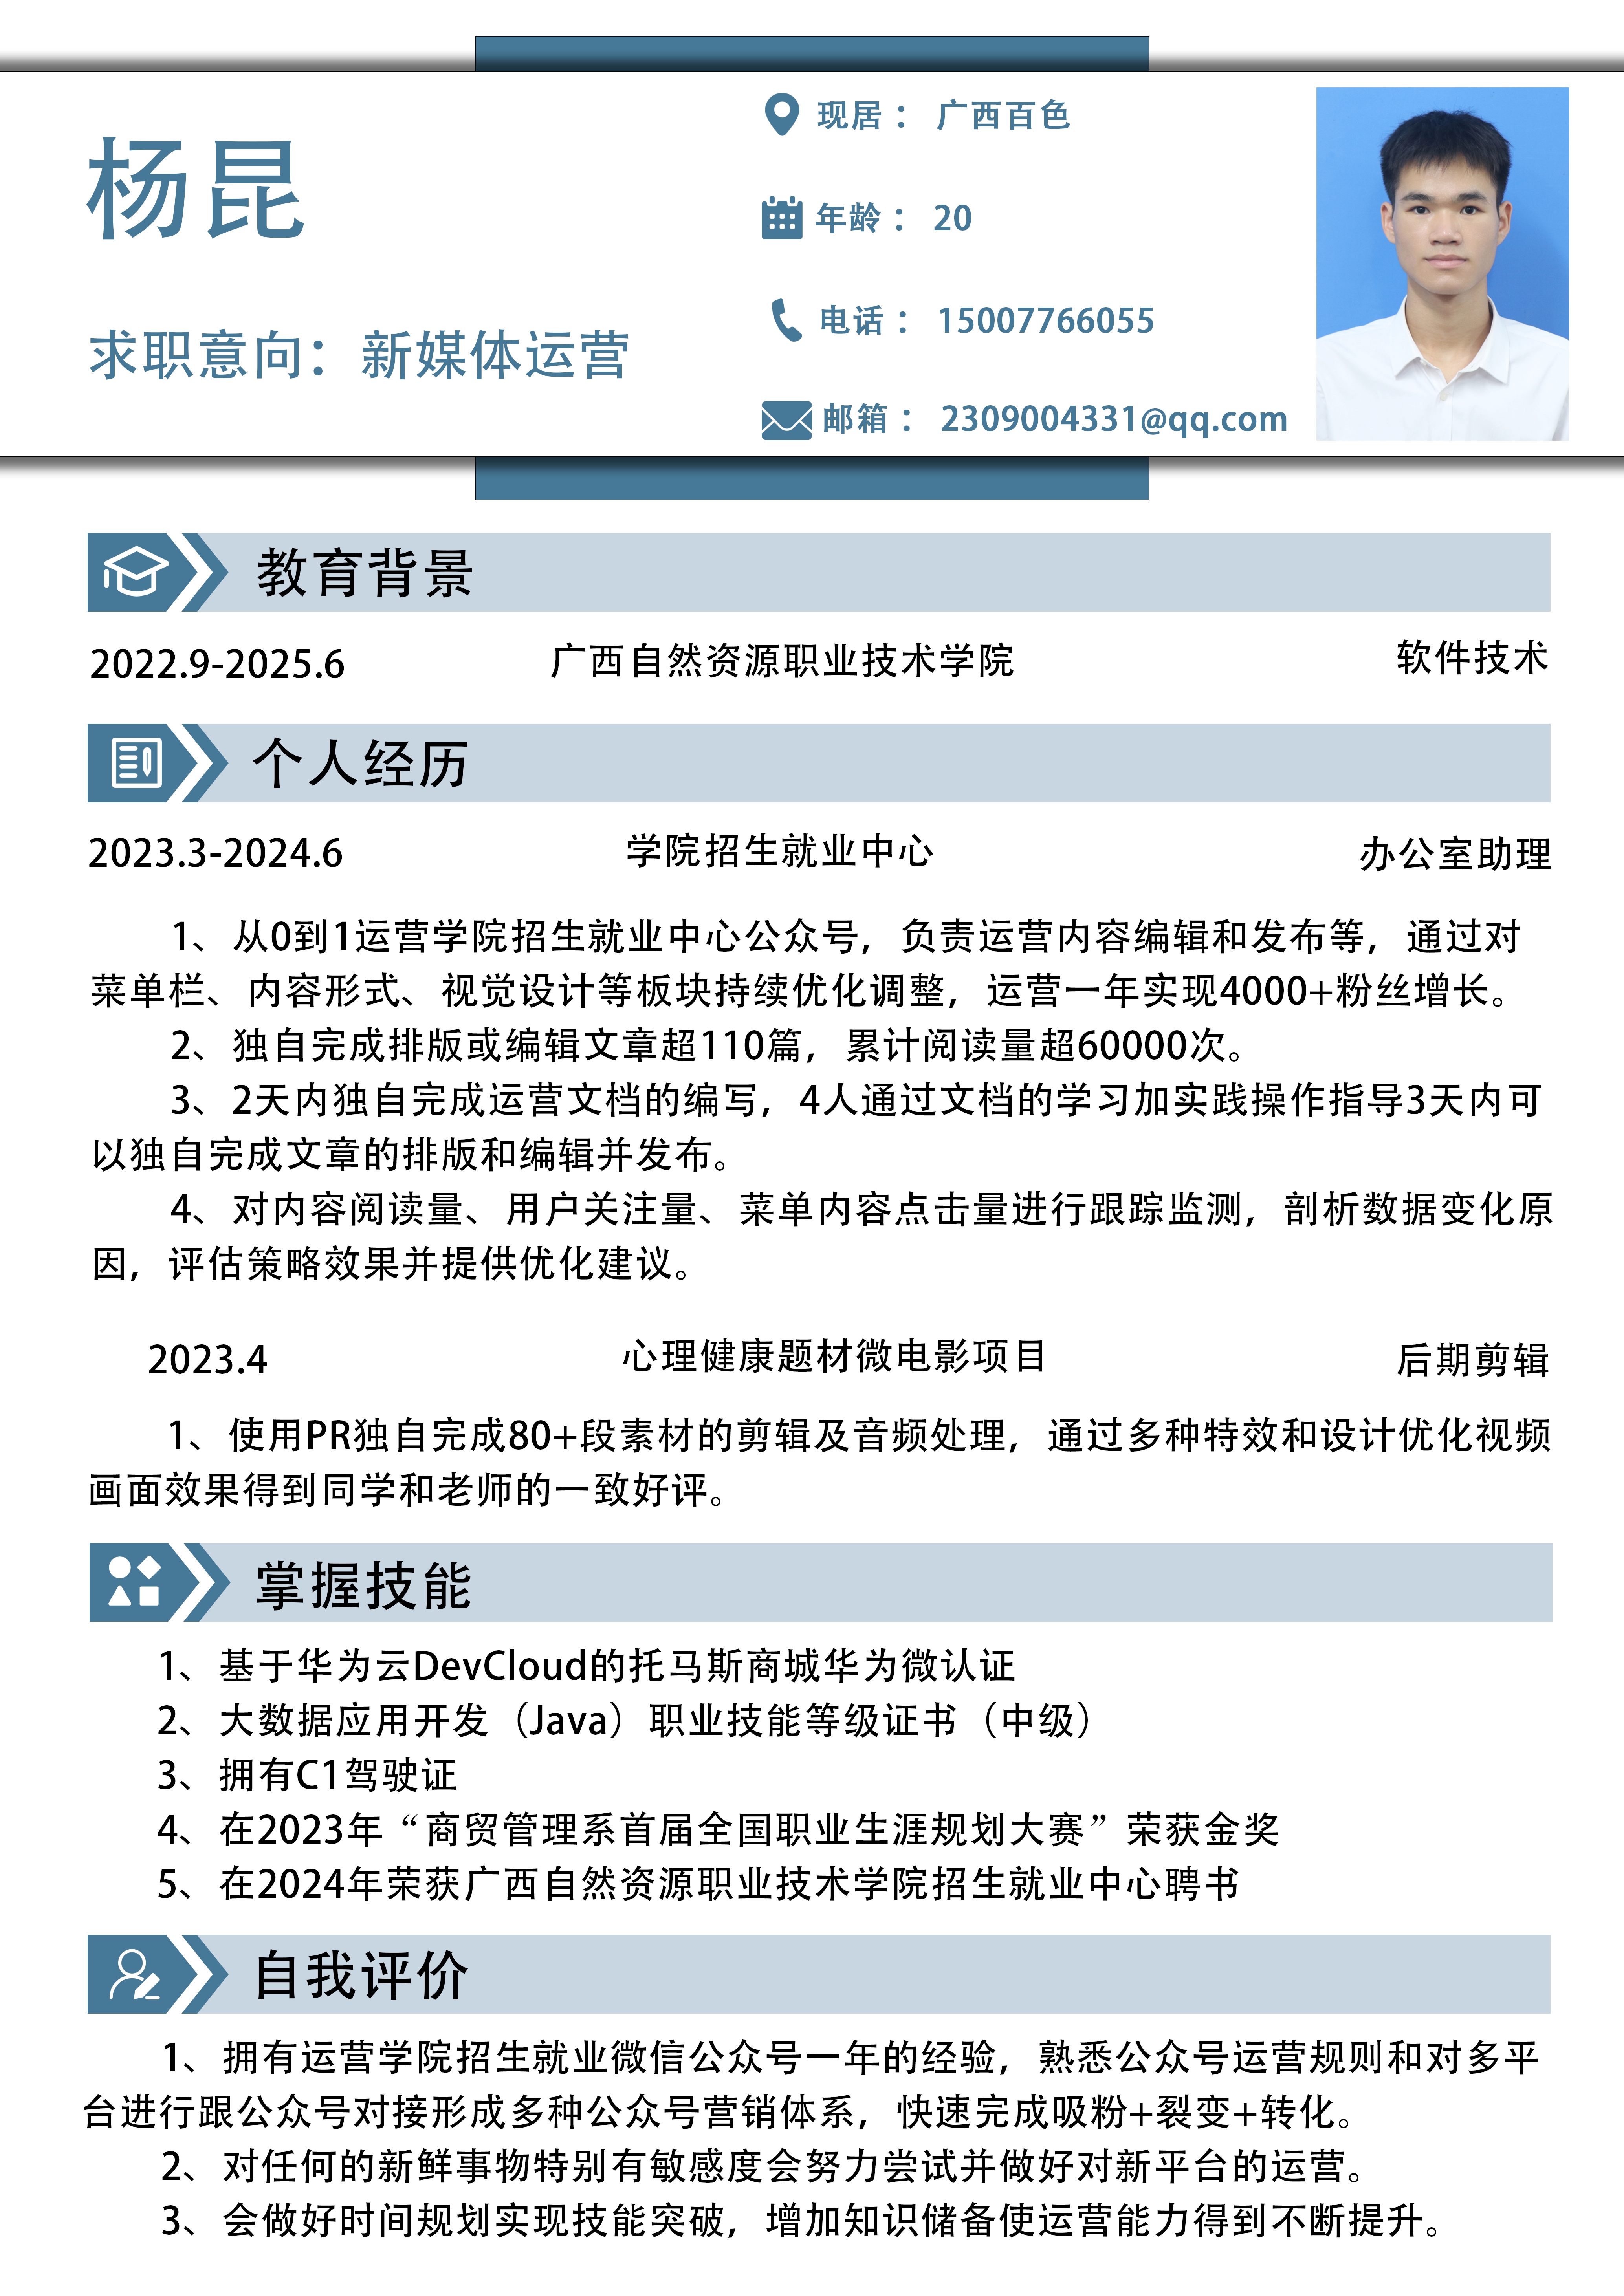 杨昆
求职意向：新媒体运营
现居： 广西百色
年龄： 20
电话： 15007766055
邮箱： 2309004331@qq.com
教育背景
2022.9-2025.6 广西自然资源职业技术学院 软件技术
个人经历
2023.3-2024.6 学院招生就业中心 办公室助理
1、从0到1运营学院招生就业中心公众号，负责运营内容编辑和发布等，通过对
菜单栏、内容形式、视觉设计等板块持续优化调整，运营一年实现4000+粉丝增长。
2、独自完成排版或编辑文章超110篇，累计阅读量超60000次。
3、2天内独自完成运营文档的编写，4人通过文档的学习加实践操作指导3天内可
以独自完成文章的排版和编辑并发布。
4、对内容阅读量、用户关注量、菜单内容点击量进行跟踪监测，剖析数据变化原
因，评估策略效果并提供优化建议。
2023.4 心理健康题材微电影项目 后期剪辑
1、使用PR独自完成80+段素材的剪辑及音频处理，通过多种特效和设计优化视频
画面效果得到同学和老师的一致好评。
掌握技能
1、基于华为云DevCloud的托马斯商城华为微认证
2、大数据应用开发（Java）职业技能等级证书（中级）
3、拥有C1驾驶证
4、在2023年“商贸管理系首届全国职业生涯规划大赛”荣获金奖
5、在2024年荣获广西自然资源职业技术学院招生就业中心聘书
自我评价
1、拥有运营学院招生就业微信公众号一年的经验，熟悉公众号运营规则和对多平
台进行跟公众号对接形成多种公众号营销体系，快速完成吸粉+裂变+转化。
2、对任何的新鲜事物特别有敏感度会努力尝试并做好对新平台的运营。
3、会做好时间规划实现技能突破，增加知识储备使运营能力得到不断提升。